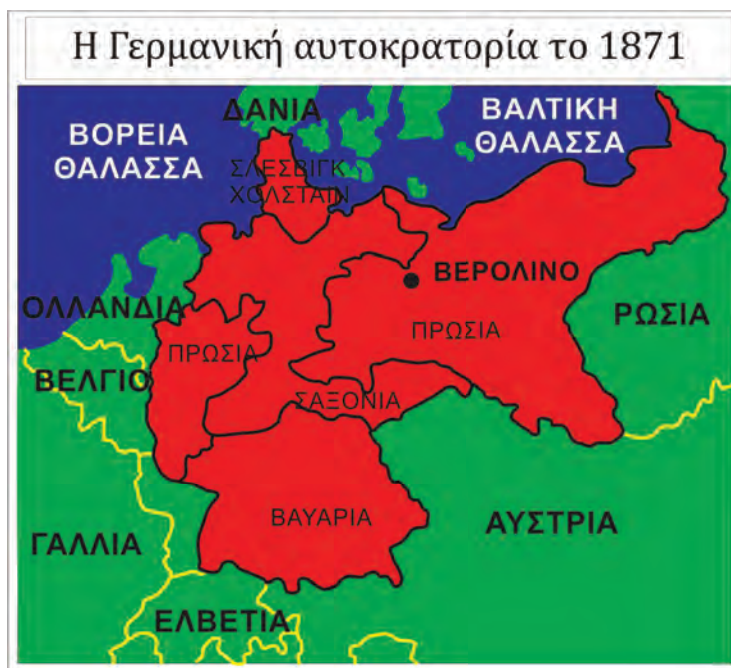 Η Γερμανική αυτοκρατορία το 1871
ΔΑΝΙΑ
ΒΟΡΕΙΑ
ΘΑΛΑΣΣΑ
ΒΑΛΤΙΚΗ
ΘΑΛΑΣΣΑ
ΣΛΕΣΒΙΓΚ
ΧΟΛΣΤΑΙΝ
ΒΕΡΟΛΙΝΟ
ΟΛΛΑΝΔΙΑ
ΡΩΣΙΑ
ΠΡΩΣΙΑ
ΠΡΩΣΙΑ
ΒΕΛΓΙΟ
ΣΑΞΟΝΙΑ
ΒΑΥΑΡΙΑ
ΑΥΣΤΡΙΑ
ΓΑΛΛΙΑ
ΕΛΒΕΤΙΑ